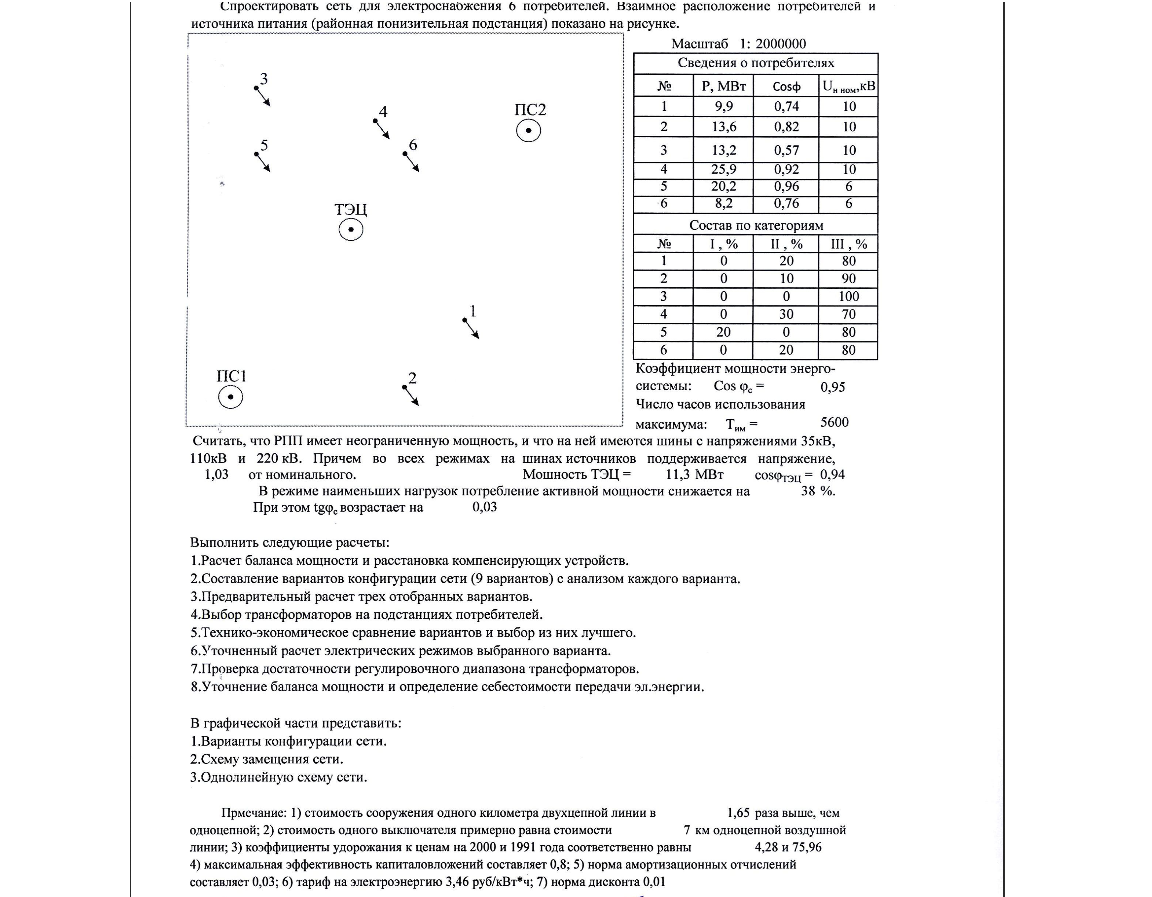 Спроектировать сеть для электроснабжения 6 потребителей. Взаимное расположение потребителей и
источника питания (районная понизительная подстанция) показано на рисунке.
3
4
ПС2
5
6
ТЭЦ
1
ПС1
2
Масштаб 1: 2000000
Сведения о потребителях
№ P, МВт Cosф Uн ном,кВ
1 9,9 0,74 10
2 13,6 0,82 10
3 13,2 0,57 10
4 25,9 0,92 10
5 20,2 0,96 6
6 8,2 0,76 6
Состав по категориям
№ I , % II , % III , %
1 0 20 80
2 0 10 90
3 0 0 100
4 0 30 70
5 20 0 80
6 0 20 80
Коэффициент мощности энерго-
системы: Cos φс = 0,95
Число часов использования
максимума: Тим = 5600
Считать, что РПП имеет неограниченную мощность, и что на ней имеются шины с напряжениями 35кВ,
110кВ и 220 кВ. Причем во всех режимах на шинах источников поддерживается напряжение,
1,03 от номинального. Мошность ТЭЦ = 11,3 МВт cosφТЭЦ = 0,94
В режиме наименьших нагрузок потребление активной мощности снижается на 38 %.
При этом tgφс возрастает на 0,03
Выполнить следующие расчеты:
1.Расчет баланса мощности и расстановка компенсирующих устройств.
2.Составление вариантов конфигурации сети (9 вариантов) с анализом каждого варианта.
3.Предварительный расчет трех отобранных вариантов.
4.Выбор трансформаторов на подстанциях потребителей.
5.Технико-экономическое сравнение вариантов и выбор из них лучшего.
6.Уточненный расчет электрических режимов выбранного варианта.
7.Проверка достаточности регулировочного диапазона трансформаторов.
8.Уточнение баланса мощности и определение себестоимости передачи эл.энергии.
В графической части представить:
1.Варианты конфигурации сети.
2.Схему замещения сети.
3.Однолинейную схему сети.
Прмечание: 1) стоимость сооружения одного километра двухцепной линии в 1,65 раза выше, чем
одноцепной; 2) стоимость одного выключателя примерно равна стоимости 7 км одноцепной воздушной
линии; 3) коэффициенты удорожания к ценам на 2000 и 1991 года соответственно равны 4,28 и 75,96
4) максимальная эффективность капиталовложений составляет 0,8; 5) норма амортизационных отчислений
составляет 0,03; 6) тариф на электроэнергию 3,46 руб/кВт*ч; 7) норма дисконта 0,01